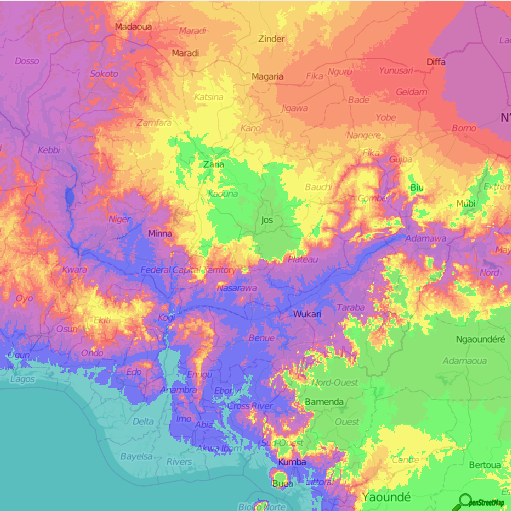 Madaoua
Maradi
Zinder
Maradi
Dosso
Diffa
Sokoto
Magaria
Fika
Nguru
Yunusari
Katsina
Jigawa
Bade
Geidam
Zamfara
Kano
Yobe
Borno
Nangere
Kebbi
Fika
Gujba
Zaria
Bauchi
Biu
Kaduna
Gombe
Mubi
Niger
Jos
Minna
Adamawa
Plateau
Kwara
Federal Capital Territory
Nord
Nasarawa
Oyo
Ekiti
Kogi
Wukari
Taraba
Osun
Benue
Ngaoundéré
Ondo
Ogun
Adamaoua
Edo
Enugu
Lagos
Nord-Ouest
Anambra
Ebonyi
Bamenda
Cross River
Delta
Imo
Abia
Ouest
Sud-Ouest
Akwa Ibom
Bayelsa
Rivers
Kumba
Centre
Bertoua
Buea
Littoral
Yaoundé
OpenStreetMap
Bioko Norte